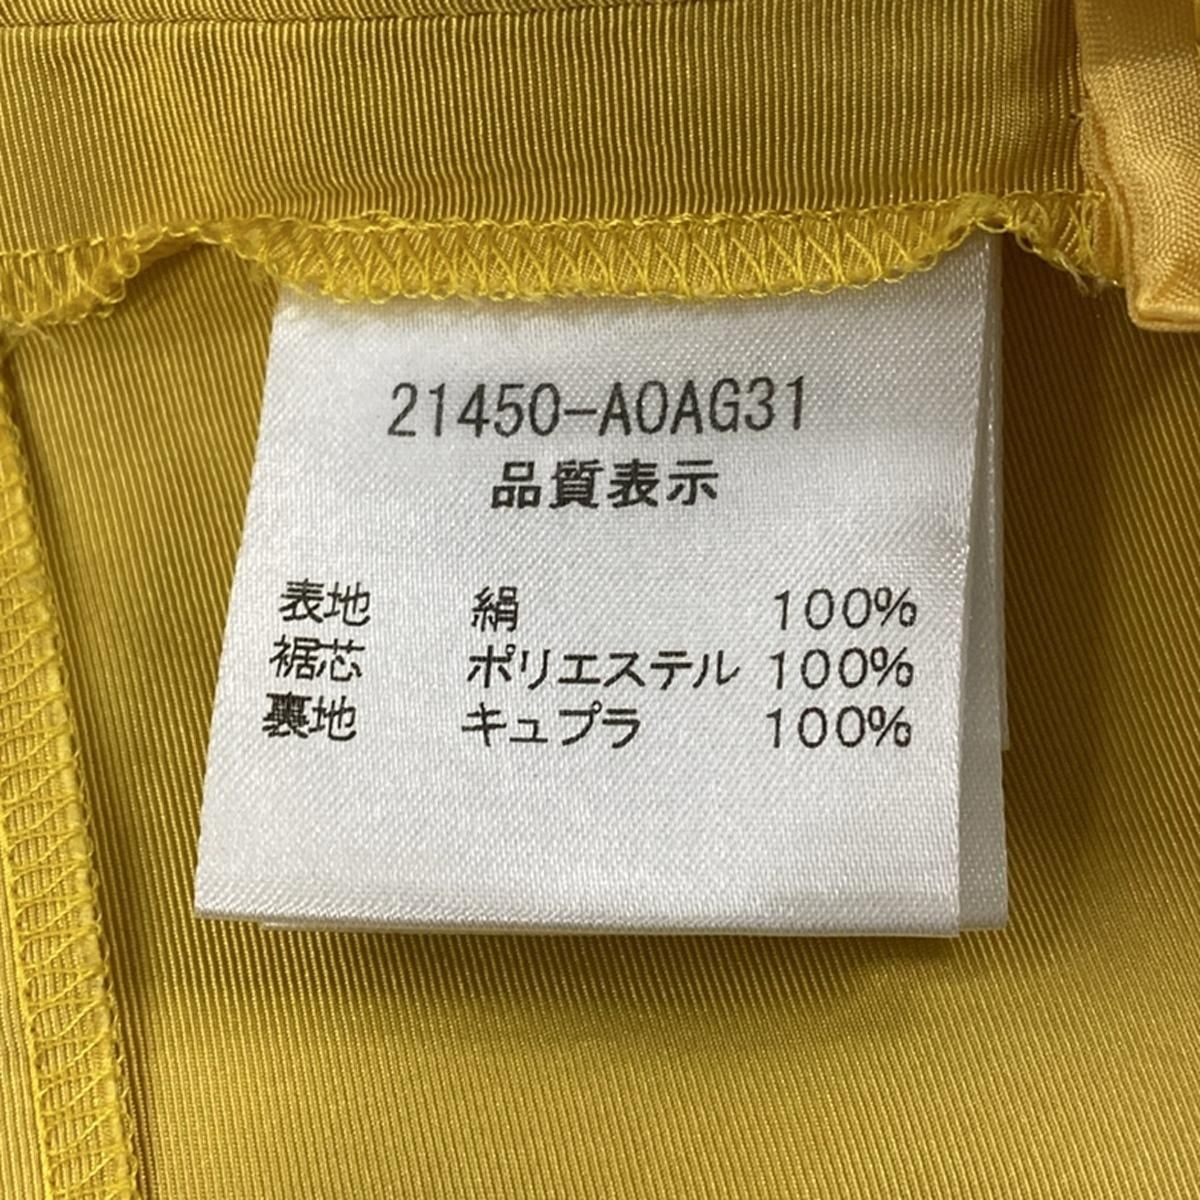 21450-A0AG31
品質表示
表地 絹 100%
裾芯 ポリエステル 100%
裏地 キュプラ 100%